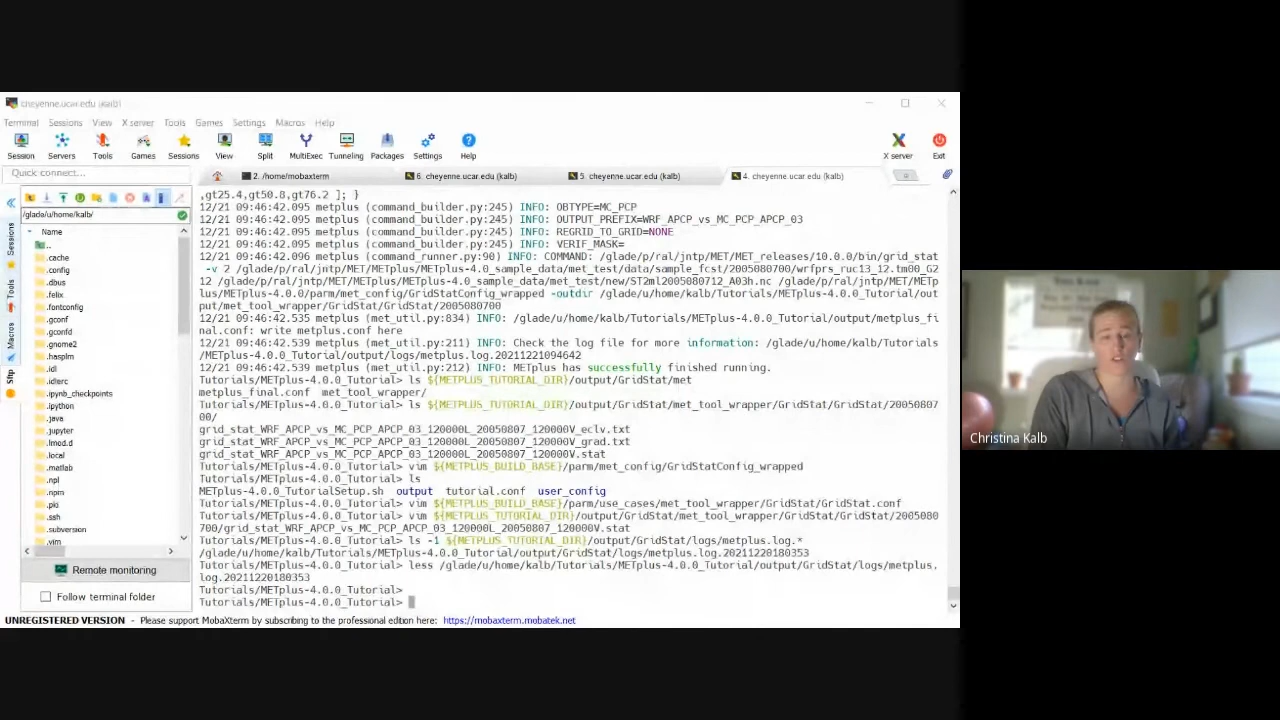 cheyenne.ucar.edu (kalb)
Terminal Sessions View X server Tools Games Settings Macros Help
Session Servers Tools Games Sessions View Split MultiExec Tunneling Packages Settings Help X server Exit
Quick connect...
2. /home/mobaxterm
6. cheyenne.ucar.edu (kalb)
5. cheyenne.ucar.edu (kalb)
4. cheyenne.ucar.edu (kalb)
/glade/u/home/kalb/
Name
..
.cache
.config
.dbus
.felix
.fontconfig
.gconf
.gconfd
.gnome2
.hasplm
.idl
.idlerc
.ipynb_checkpoints
.ipython
.java
.jupyter
.lmod.d
.local
.matlab
.npl
.npm
.pip
.ssh
.subversion
.vim
Sessions
Tools
Macros
Sftp
Remote monitoring
Follow terminal folder
,gt25.4,gt50.8,gt76.2 ]; }
12/21 09:46:42.095 metplus (command_builder.py:245) INFO: OBTYPE=MC_PCP
12/21 09:46:42.095 metplus (command_builder.py:245) INFO: OUTPUT_PREFIX=WRF_APCP_vs_MC_PCP_APCP_03
12/21 09:46:42.095 metplus (command_builder.py:245) INFO: REGRID_TO_GRID=NONE
12/21 09:46:42.095 metplus (command_builder.py:245) INFO: VERIF_MASK=
12/21 09:46:42.096 metplus (command_runner.py:90) INFO: COMMAND: /glade/p/ral/jntp/MET/MET_releases/10.0.0/bin/grid_stat
-v 2 /glade/p/ral/jntp/MET/METplus/METplus-4.0_sample_data/met_test/data/sample_fcst/2005080700/wrfprs_ruc13_12.tm00_G2
12 /glade/p/ral/jntp/MET/METplus/METplus-4.0_sample_data/met_test/new/ST2ml2005080712_A03h.nc /glade/p/ral/jntp/MET/MET
plus/METplus-4.0.0/parm/met_config/GridStatConfig_wrapped -outdir /glade/u/home/kalb/Tutorials/METplus-4.0.0_Tutorial/out
put/met_tool_wrapper/GridStat/GridStat/2005080700
12/21 09:46:42.535 metplus (met_util.py:834) INFO: /glade/u/home/kalb/Tutorials/METplus-4.0.0_Tutorial/output/metplus_fi
nal.conf: write metplus.conf here
12/21 09:46:42.539 metplus (met_util.py:211) INFO: Check the log file for more information: /glade/u/home/kalb/Tutorials
/METplus-4.0.0_Tutorial/output/logs/metplus.log.20211221094642
12/21 09:46:42.539 metplus (met_util.py:212) INFO: METplus has successfully finished running.
Tutorials/METplus-4.0.0_Tutorial> ls ${METPLUS_TUTORIAL_DIR}/output/GridStat/met
metplus_final.conf met_tool_wrapper/
Tutorials/METplus-4.0.0_Tutorial> ls ${METPLUS_TUTORIAL_DIR}/output/GridStat/met_tool_wrapper/GridStat/GridStat/20050807
00/
grid_stat_WRF_APCP_vs_MC_PCP_APCP_03_120000L_20050807_120000V_eclv.txt
grid_stat_WRF_APCP_vs_MC_PCP_APCP_03_120000L_20050807_120000V_grad.txt
grid_stat_WRF_APCP_vs_MC_PCP_APCP_03_120000L_20050807_120000V.stat
Tutorials/METplus-4.0.0_Tutorial> vim ${METPLUS_BUILD_BASE}/parm/met_config/GridStatConfig_wrapped
Tutorials/METplus-4.0.0_Tutorial> ls
METplus-4.0.0_TutorialSetup.sh output tutorial.conf user_config
Tutorials/METplus-4.0.0_Tutorial> vim ${METPLUS_BUILD_BASE}/parm/use_cases/met_tool_wrapper/GridStat/GridStat.conf
Tutorials/METplus-4.0.0_Tutorial> vim ${METPLUS_TUTORIAL_DIR}/output/GridStat/met_tool_wrapper/GridStat/GridStat/2005080
700/grid_stat_WRF_APCP_vs_MC_PCP_APCP_03_120000L_20050807_120000V.stat
Tutorials/METplus-4.0.0_Tutorial> ls -1 ${METPLUS_TUTORIAL_DIR}/output/GridStat/logs/metplus.log.*
/glade/u/home/kalb/Tutorials/METplus-4.0.0_Tutorial/output/GridStat/logs/metplus.log.20211220180353
Tutorials/METplus-4.0.0_Tutorial> less /glade/u/home/kalb/Tutorials/METplus-4.0.0_Tutorial/output/GridStat/logs/metplus.
log.20211220180353
Tutorials/METplus-4.0.0_Tutorial>
Tutorials/METplus-4.0.0_Tutorial>
UNREGISTERED VERSION - Please support MobaXterm by subscribing to the professional edition here: https://mobaxterm.mobatek.net
Christina Kalb